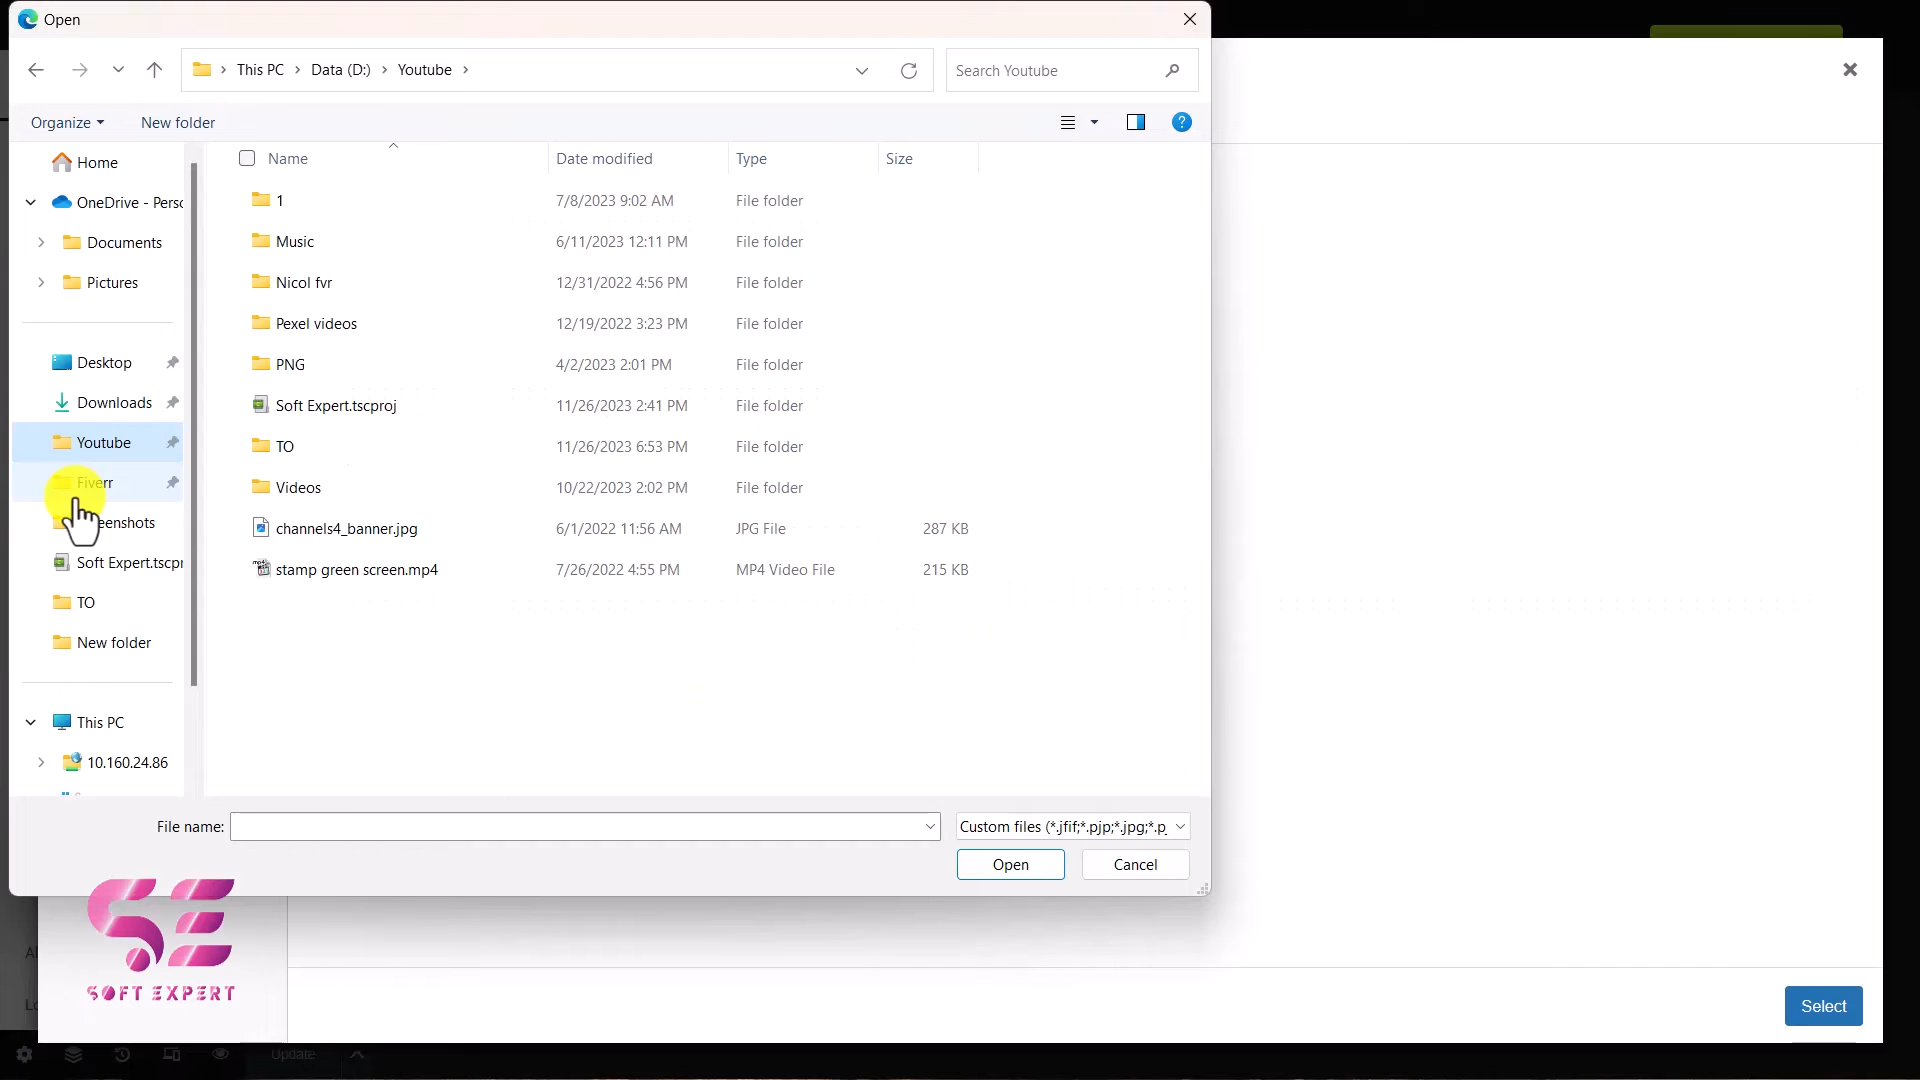 Open
This PC
Data (D:)
Youtube
Search Youtube
Organize
New folder
Name
Date modified
Type
Size
Home
OneDrive - Perso
Documents
Pictures
Desktop
Downloads
Youtube
Fiverr
eenshots
Soft Expert.tscpr
TO
New folder
This PC
10.160.24.86
1 7/8/2023 9:02 AM File folder
Music 6/11/2023 12:11 PM File folder
Nicol fvr 12/31/2022 4:56 PM File folder
Pexel videos 12/19/2022 3:23 PM File folder
PNG 4/2/2023 2:01 PM File folder
Soft Expert.tscproj 11/26/2023 2:41 PM File folder
TO 11/26/2023 6:53 PM File folder
Videos 10/22/2023 2:02 PM File folder
channels4_banner.jpg 6/1/2022 11:56 AM JPG File 287 KB
stamp green screen.mp4 7/26/2022 4:55 PM MP4 Video File 215 KB
File name:
Custom files (*.jfif;*.pjp;*.jpg;*.p
Open
Cancel
SE
SOFT EXPERT
Select
Update